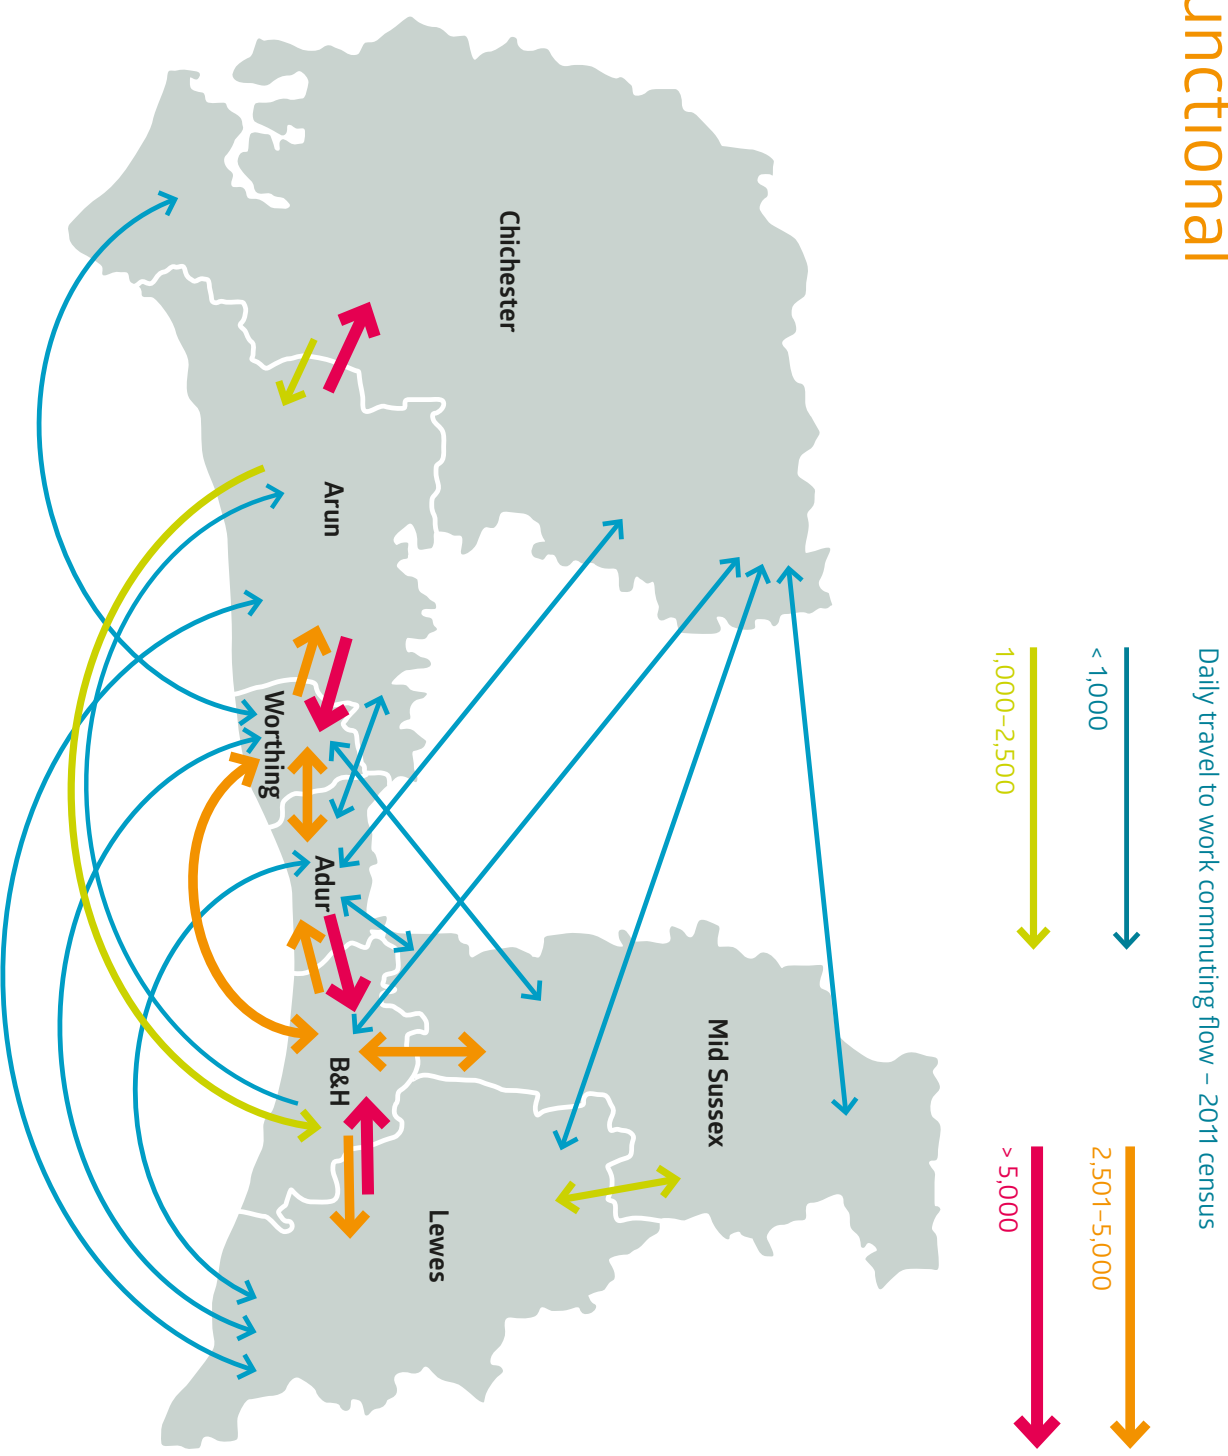 unctional
Daily travel to work commuting flow – 2011 census
< 1,000
2,501–5,000
1,000–2,500
> 5,000
Chichester
Mid Sussex
Arun
Lewes
Worthing
Adur
B&H